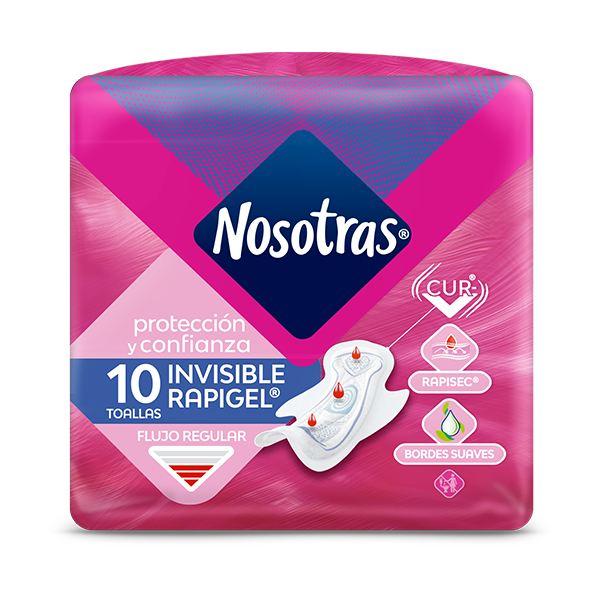 Nosotras®
CUR-V®
protección
y confianza
10 INVISIBLE
TOALLAS RAPIGEL®
FLUJO REGULAR
RAPISEC®
BORDES SUAVES